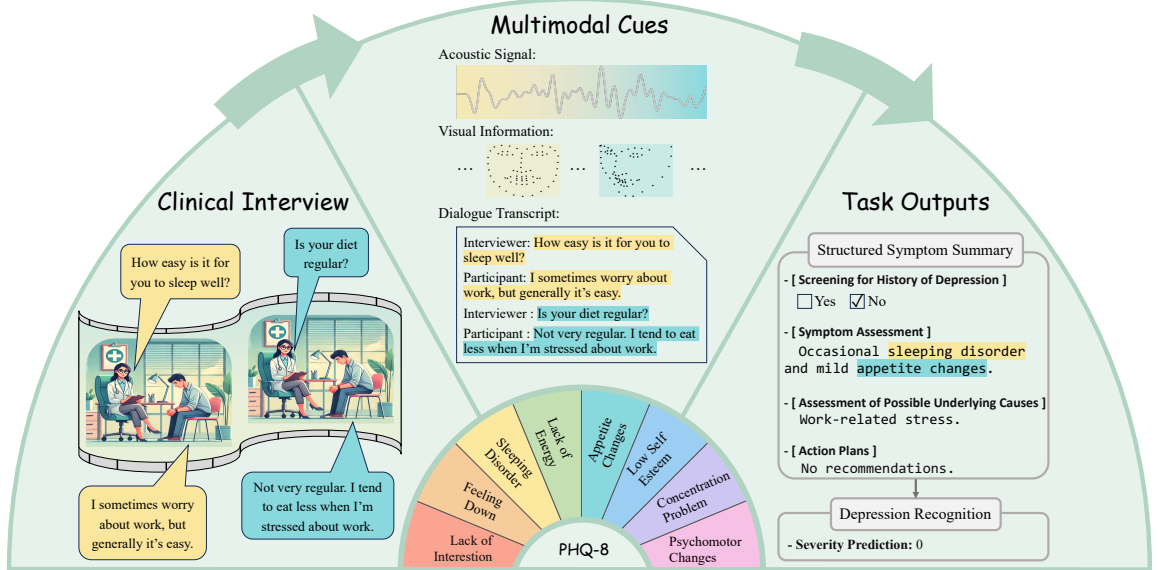 Multimodal Cues
Acoustic Signal:
Visual Information:
... ... ...
Dialogue Transcript:
Interviewer: How easy is it for you to
sleep well?
Participant: I sometimes worry about
work, but generally it's easy.
Interviewer : Is your diet regular?
Participant : Not very regular. I tend to eat
less when I'm stressed about work.
Clinical Interview
How easy is it for
you to sleep well?
Is your diet
regular?
I sometimes worry
about work, but
generally it's easy.
Not very regular. I tend
to eat less when I'm
stressed about work.
Lack of
Interestion
Feeling
Down
Sleeping
Disorder
Lack of
Energy
Appetite
Changes
Low Self
Esteem
Concentration
Problem
Psychomotor
Changes
PHQ-8
Task Outputs
Structured Symptom Summary
- [ Screening for History of Depression ]
Yes No
- [ Symptom Assessment ]
Occasional sleeping disorder
and mild appetite changes.
- [ Assessment of Possible Underlying Causes ]
Work-related stress.
- [ Action Plans ]
No recommendations.
Depression Recognition
- Severity Prediction: 0